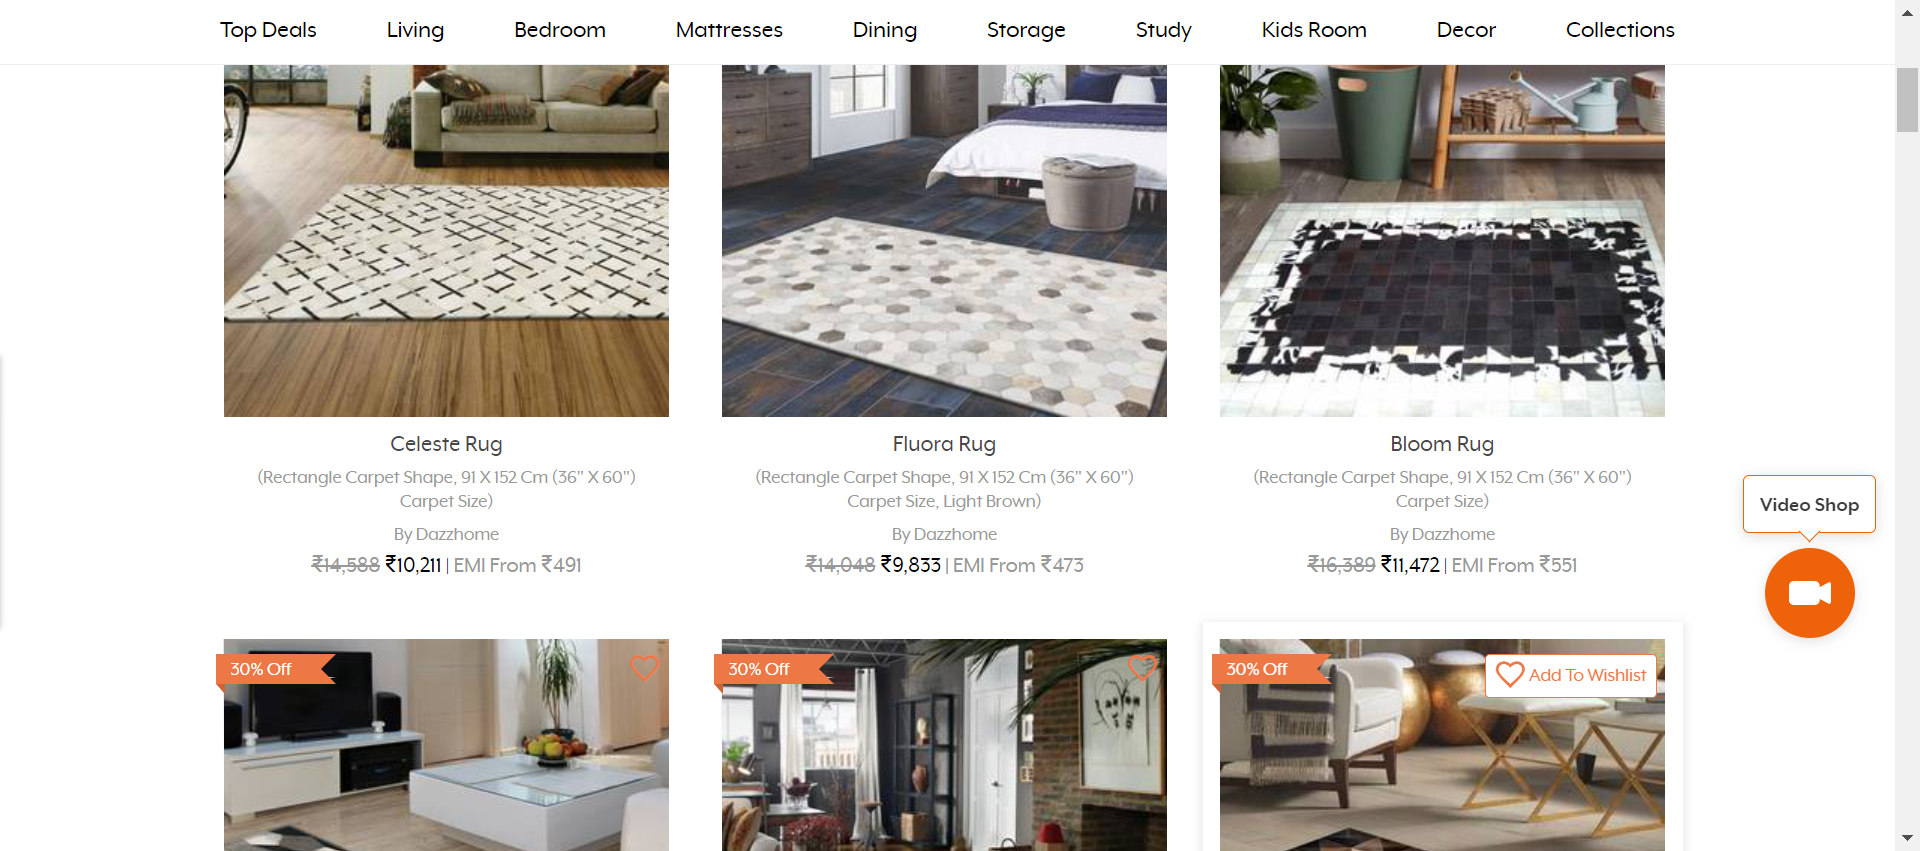 Top Deals Living Bedroom Mattresses Dining Storage Study Kids Room Decor Collections
Celeste Rug
(Rectangle Carpet Shape, 91 X 152 Cm (36" X 60")
Carpet Size)
By Dazzhome
₹14,588 ₹10,211 | EMI From ₹491
Fluora Rug
(Rectangle Carpet Shape, 91 X 152 Cm (36" X 60")
Carpet Size, Light Brown)
By Dazzhome
₹14,048 ₹9,833 | EMI From ₹473
Bloom Rug
(Rectangle Carpet Shape, 91 X 152 Cm (36" X 60")
Carpet Size)
By Dazzhome
₹16,389 ₹11,472 | EMI From ₹551
Video Shop
30% Off
30% Off
30% Off
Add To Wishlist